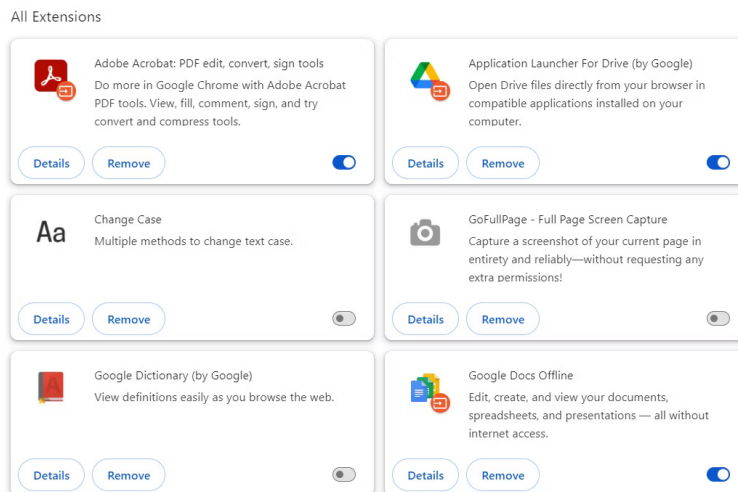 All Extensions
Adobe Acrobat: PDF edit, convert, sign tools
Do more in Google Chrome with Adobe Acrobat
PDF tools. View, fill, comment, sign, and try
convert and compress tools.
Details
Remove
Application Launcher For Drive (by Google)
Open Drive files directly from your browser in
compatible applications installed on your
computer.
Details
Remove
Aa
Change Case
Multiple methods to change text case.
Details
Remove
GoFullPage - Full Page Screen Capture
Capture a screenshot of your current page in
entirety and reliably—without requesting any
extra permissions!
Details
Remove
A
Google Dictionary (by Google)
View definitions easily as you browse the web.
Details
Remove
Google Docs Offline
Edit, create, and view your documents,
spreadsheets, and presentations — all without
internet access.
Details
Remove